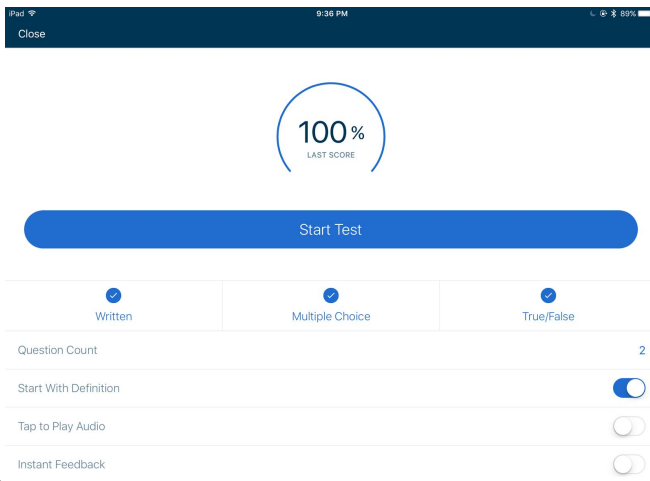 iPad 9:36 PM 89%
Close
100 %
LAST SCORE
Start Test
Written Multiple Choice True/False
Question Count 2
Start With Definition
Tap to Play Audio
Instant Feedback